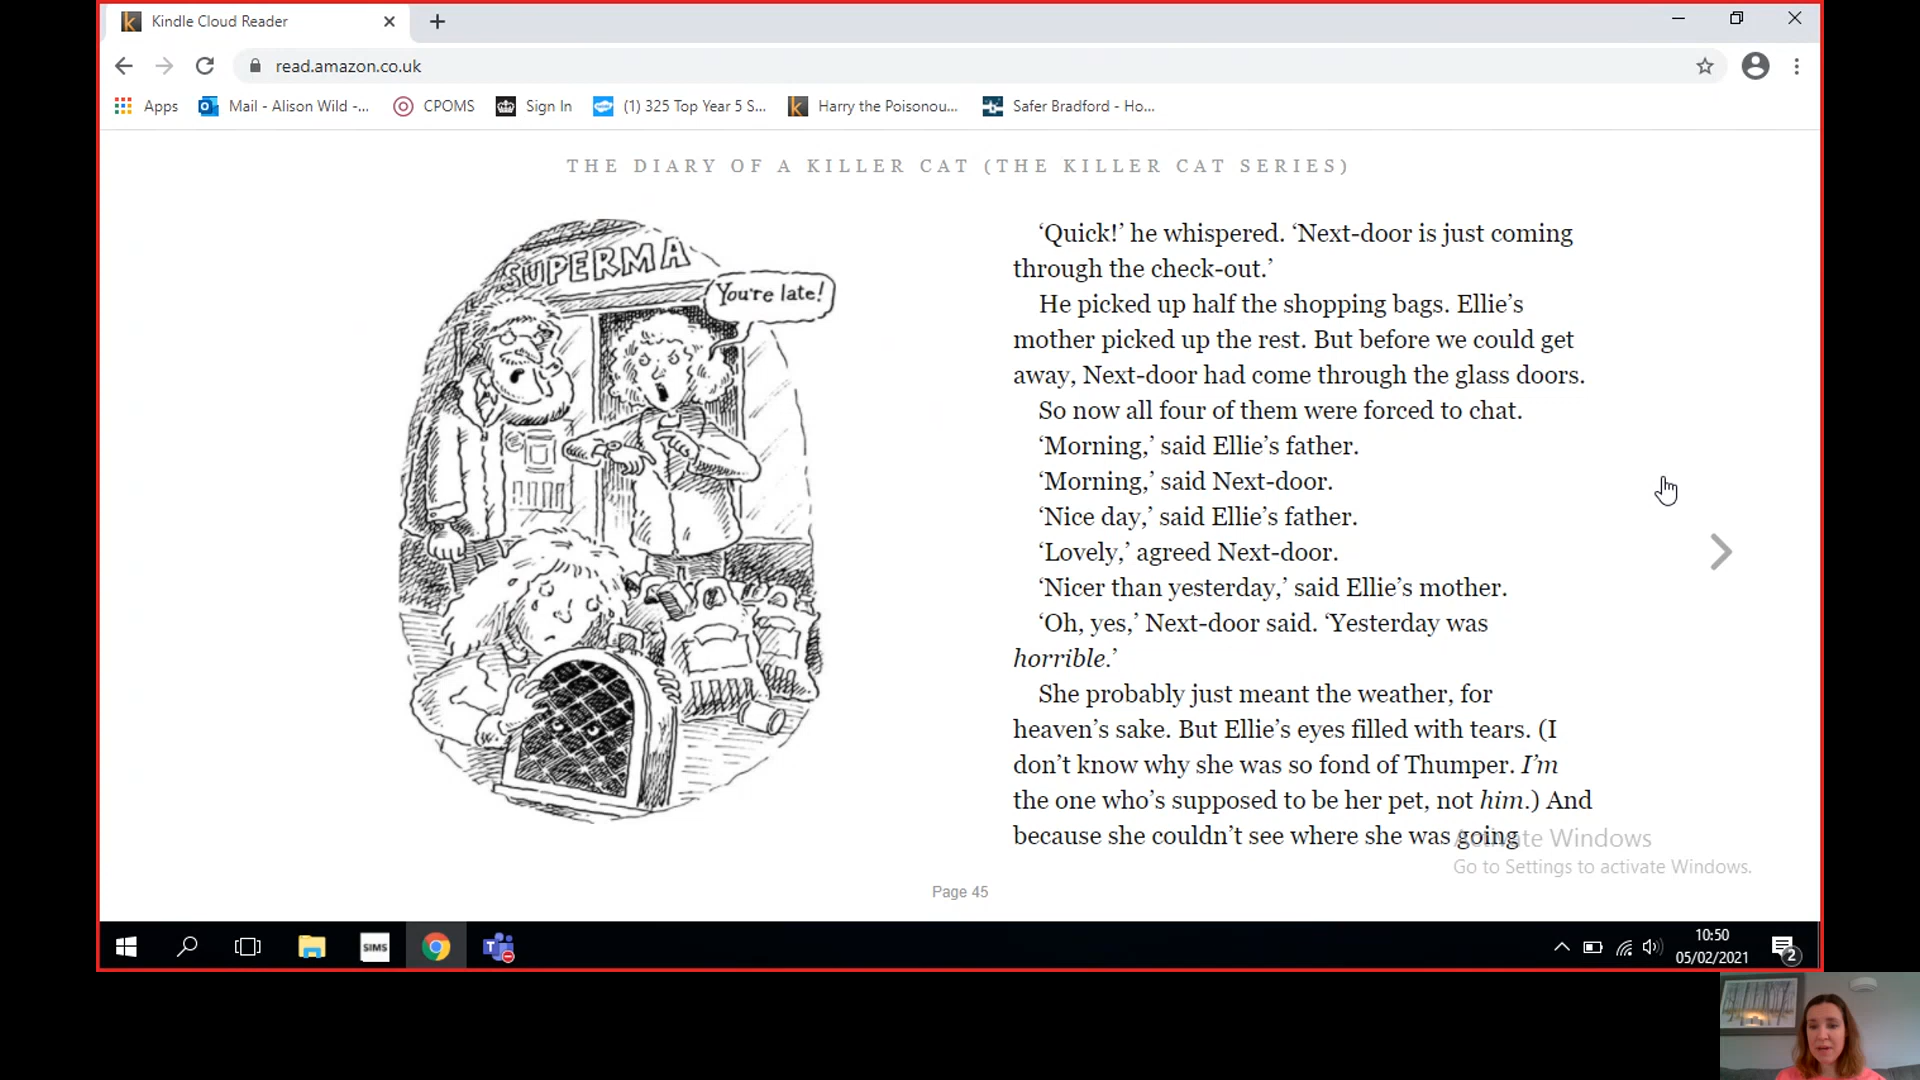 Kindle Cloud Reader
read.amazon.co.uk
Apps
Mail - Alison Wild -...
CPOMS
Sign In
(1) 325 Top Year 5 S...
Harry the Poisonou...
Safer Bradford - Ho...
THE DIARY OF A KILLER CAT (THE KILLER CAT SERIES)
SUPERMA
You're late!
‘Quick!’ he whispered. ‘Next-door is just coming
through the check-out.’
He picked up half the shopping bags. Ellie’s
mother picked up the rest. But before we could get
away, Next-door had come through the glass doors.
So now all four of them were forced to chat.
‘Morning,’ said Ellie’s father.
‘Morning,’ said Next-door.
‘Nice day,’ said Ellie’s father.
‘Lovely,’ agreed Next-door.
‘Nicer than yesterday,’ said Ellie’s mother.
‘Oh, yes,’ Next-door said. ‘Yesterday was
horrible.’
She probably just meant the weather, for
heaven’s sake. But Ellie’s eyes filled with tears. (I
don’t know why she was so fond of Thumper. I’m
the one who’s supposed to be her pet, not him.) And
because she couldn’t see where she was going
Activate Windows
Go to Settings to activate Windows.
Page 45
SIMS
10:50
05/02/2021
2